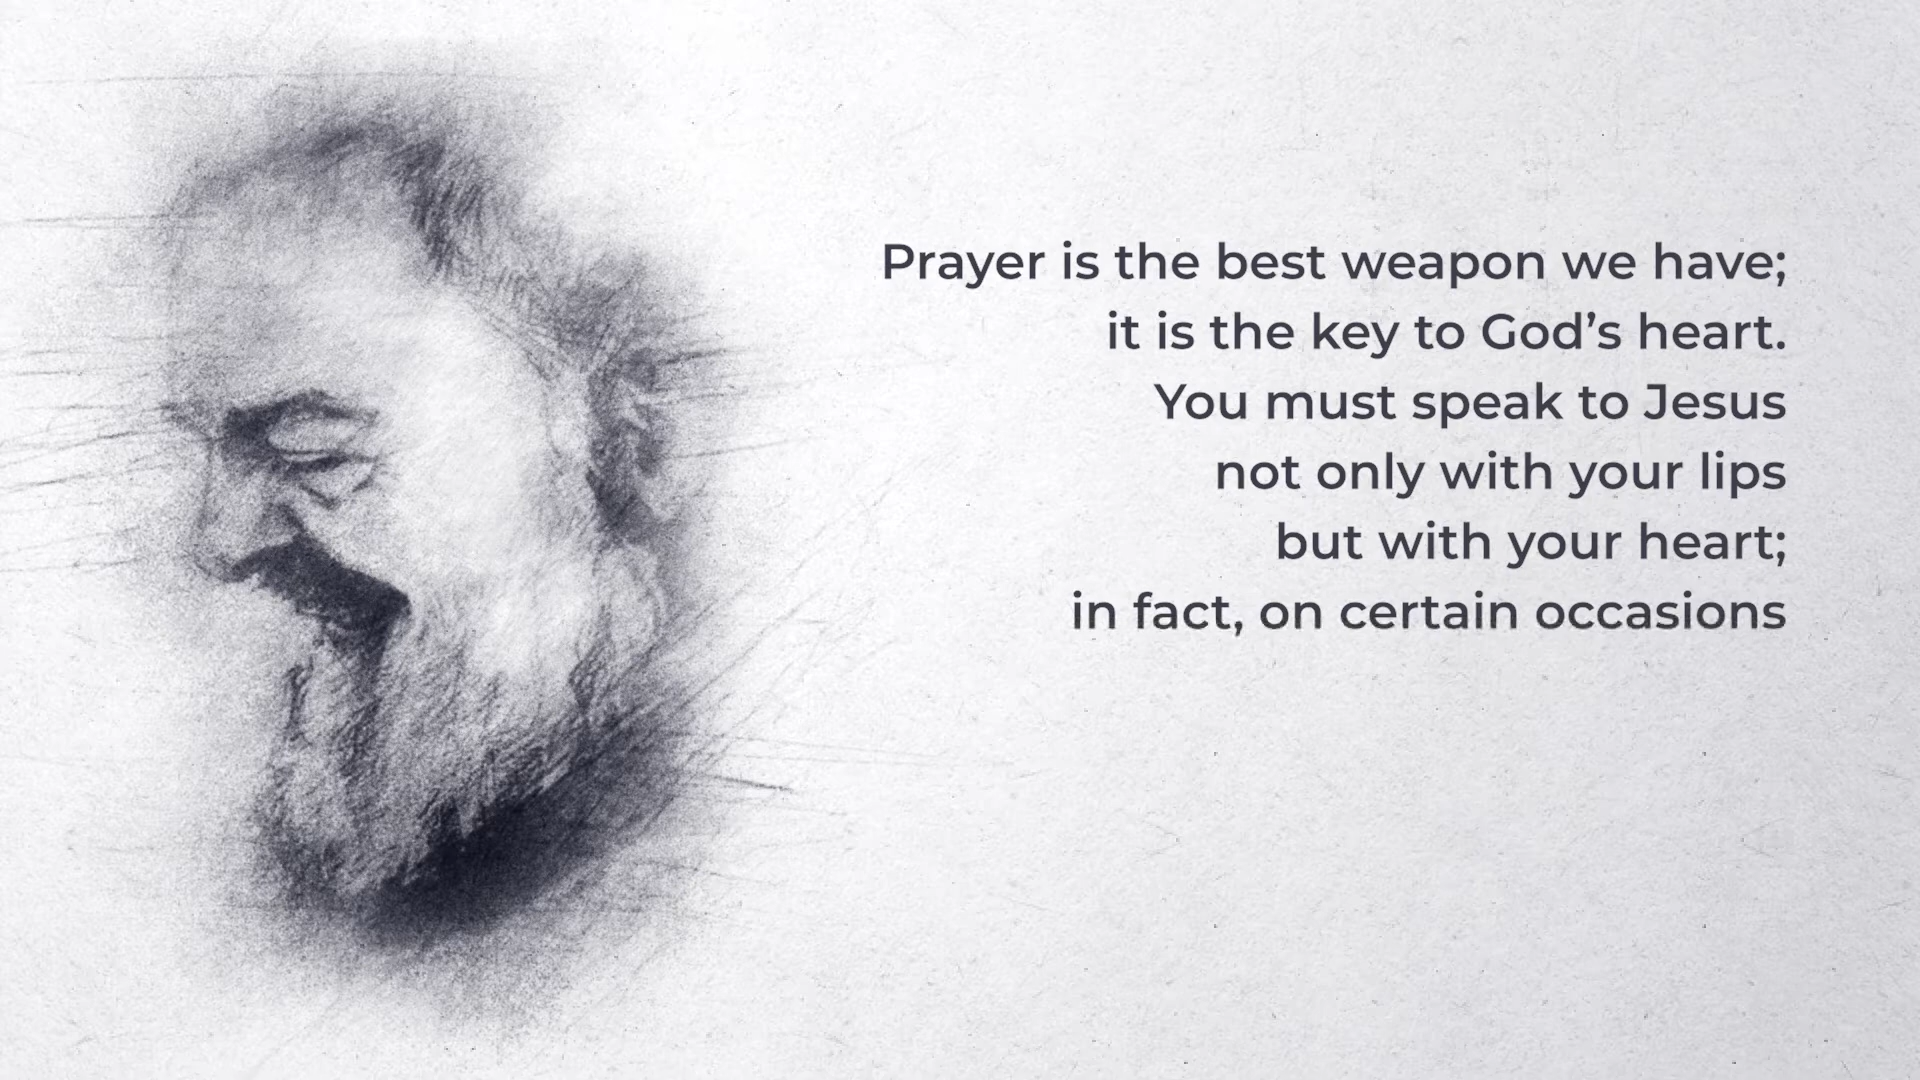 Prayer is the best weapon we have;
it is the key to God’s heart.
You must speak to Jesus
not only with your lips
but with your heart;
in fact, on certain occasions